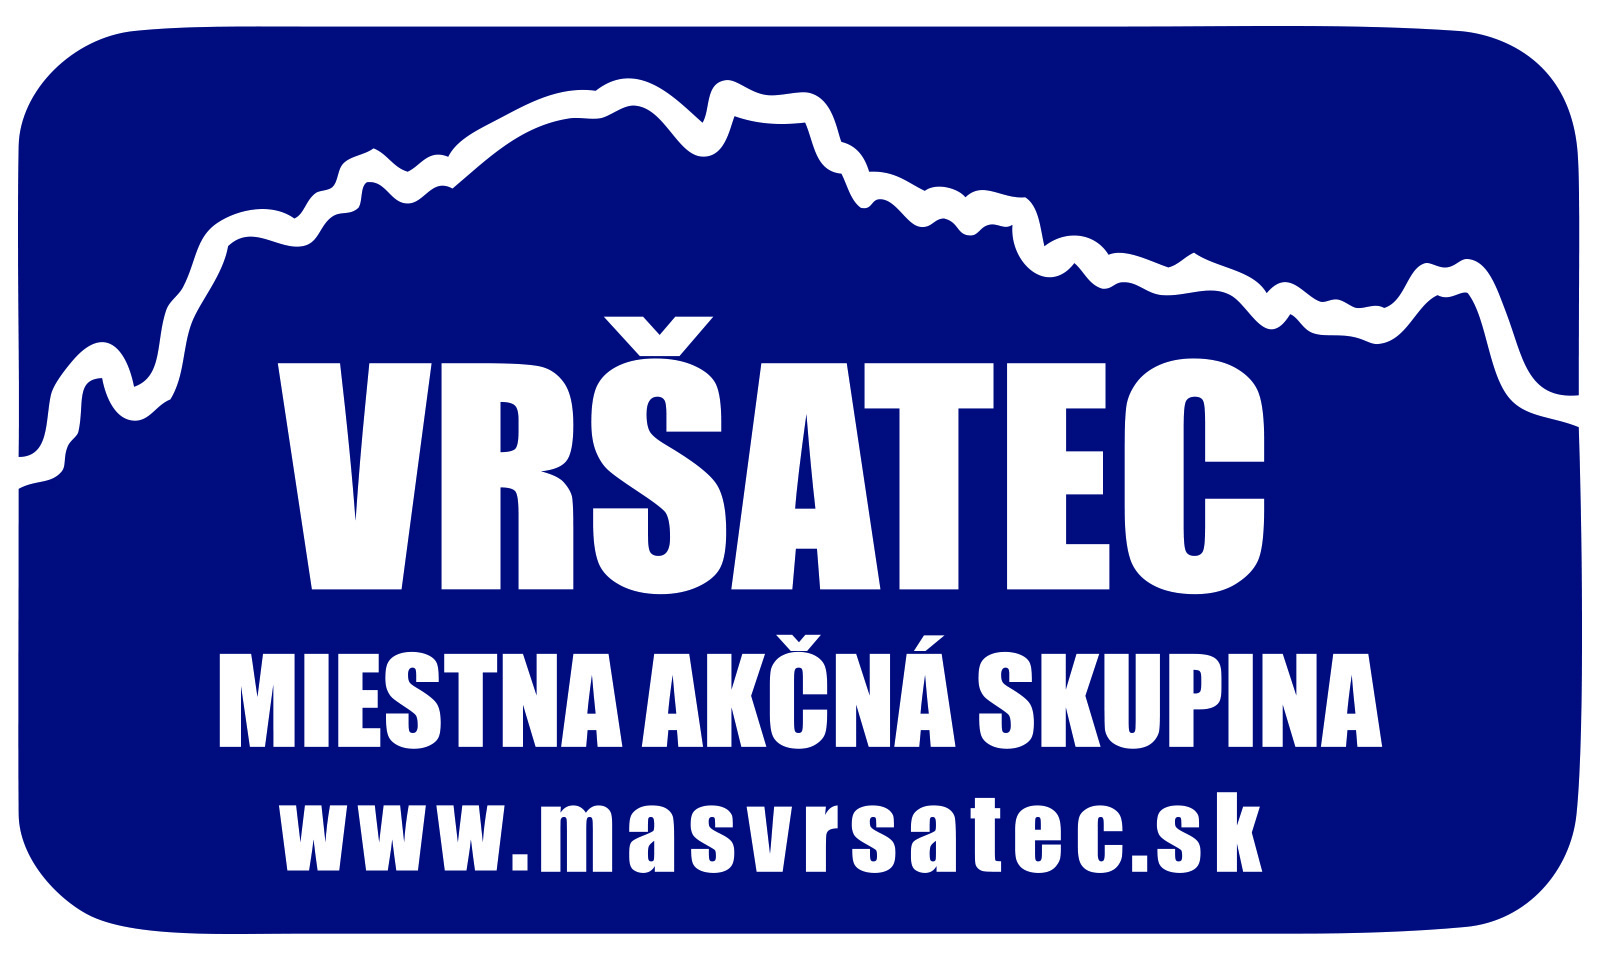 VRŠATEC
MIESTNA AKČNÁ SKUPINA
www.masvrsatec.sk